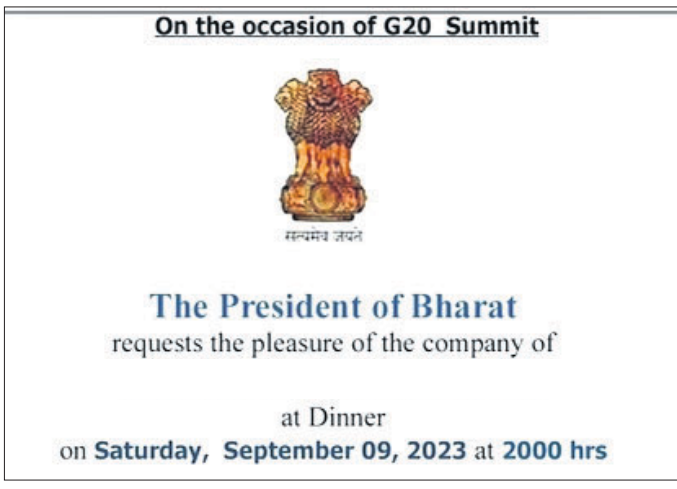 On the occasion of G20 Summit
सत्यमेव जयते
The President of Bharat
requests the pleasure of the company of
at Dinner
on Saturday, September 09, 2023 at 2000 hrs